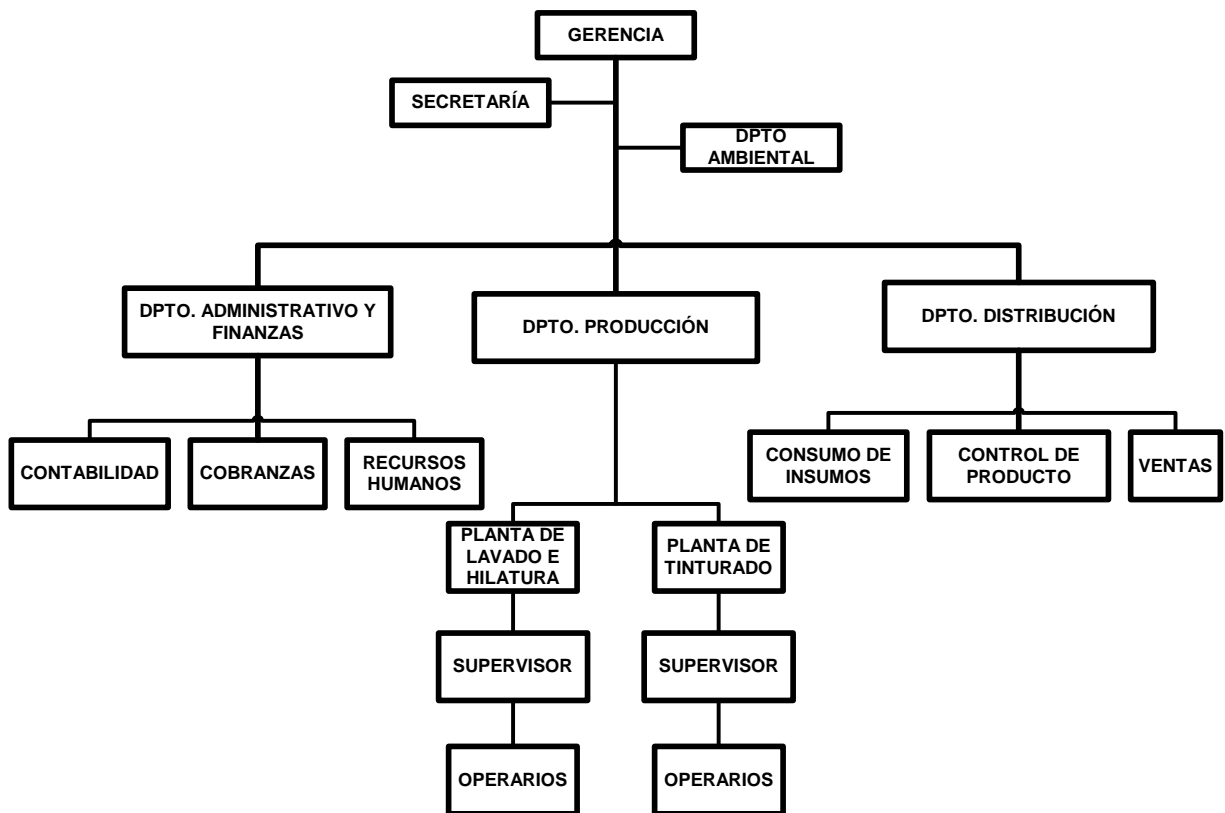 GERENCIA
SECRETARÍA
DPTO
AMBIENTAL
DPTO. ADMINISTRATIVO Y
FINANZAS
DPTO. PRODUCCIÓN
DPTO. DISTRIBUCIÓN
CONTABILIDAD
COBRANZAS
RECURSOS
HUMANOS
CONSUMO DE
INSUMOS
CONTROL DE
PRODUCTO
VENTAS
PLANTA DE
LAVADO E
HILATURA
PLANTA DE
TINTURADO
SUPERVISOR
SUPERVISOR
OPERARIOS
OPERARIOS